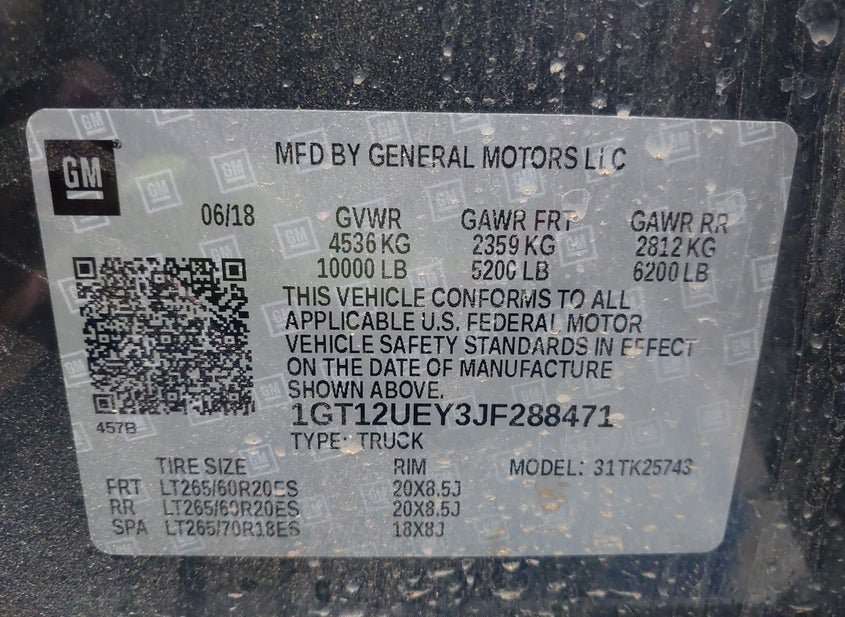 GM
MFD BY GENERAL MOTORS LLC
06/18 GVWR GAWR FRT GAWR RR
4536 KG 2359 KG 2812 KG
10000 LB 5200 LB 6200 LB
THIS VEHICLE CONFORMS TO ALL
APPLICABLE U.S. FEDERAL MOTOR
VEHICLE SAFETY STANDARDS IN EFFECT
ON THE DATE OF MANUFACTURE
SHOWN ABOVE.
457B
1GT12UEY3JF288471
TYPE: TRUCK
TIRE SIZE RIM MODEL: 31TK25743
FRT LT265/60R20ES 20X8.5J
RR LT265/60R20ES 20X8.5J
SPA LT265/70R18ES 18X8J